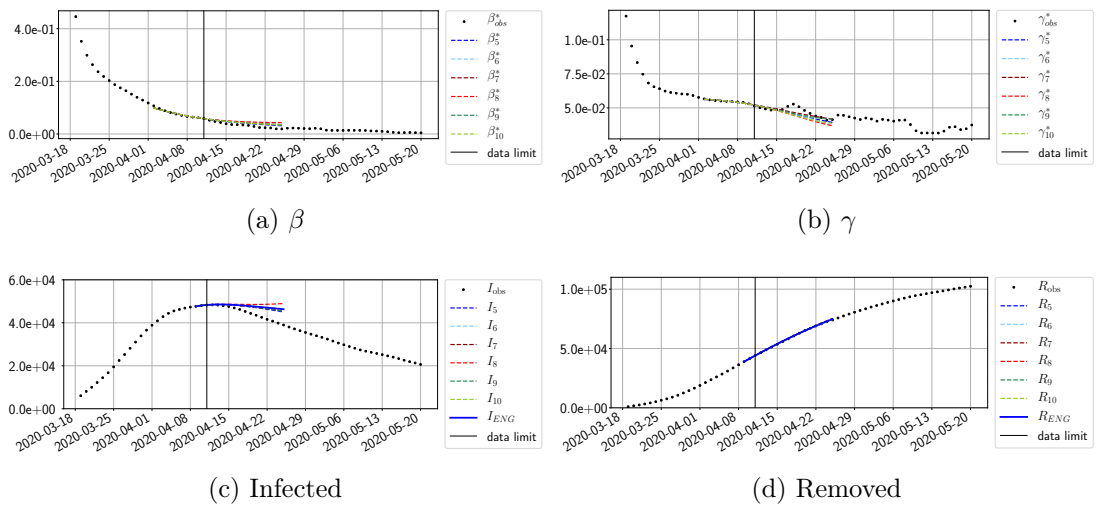 4.0e−01
2.0e−01
0.0e+00
2020-03-18
2020-03-25
2020-04-01
2020-04-08
2020-04-15
2020-04-22
2020-04-29
2020-05-06
2020-05-13
2020-05-20
β*obs
β*5
β*6
β*7
β*8
β*9
β*10
data limit
(a) β
1.0e−01
7.5e−02
5.0e−02
2020-03-18
2020-03-25
2020-04-01
2020-04-08
2020-04-15
2020-04-22
2020-04-29
2020-05-06
2020-05-13
2020-05-20
γ*obs
γ*5
γ*6
γ*7
γ*8
γ*9
γ*10
data limit
(b) γ
6.0e+04
4.0e+04
2.0e+04
0.0e+00
2020-03-18
2020-03-25
2020-04-01
2020-04-08
2020-04-15
2020-04-22
2020-04-29
2020-05-06
2020-05-13
2020-05-20
Iobs
I5
I6
I7
I8
I9
I10
IENG
data limit
(c) Infected
1.0e+05
5.0e+04
0.0e+00
2020-03-18
2020-03-25
2020-04-01
2020-04-08
2020-04-15
2020-04-22
2020-04-29
2020-05-06
2020-05-13
2020-05-20
Robs
R5
R6
R7
R8
R9
R10
RENG
data limit
(d) Removed